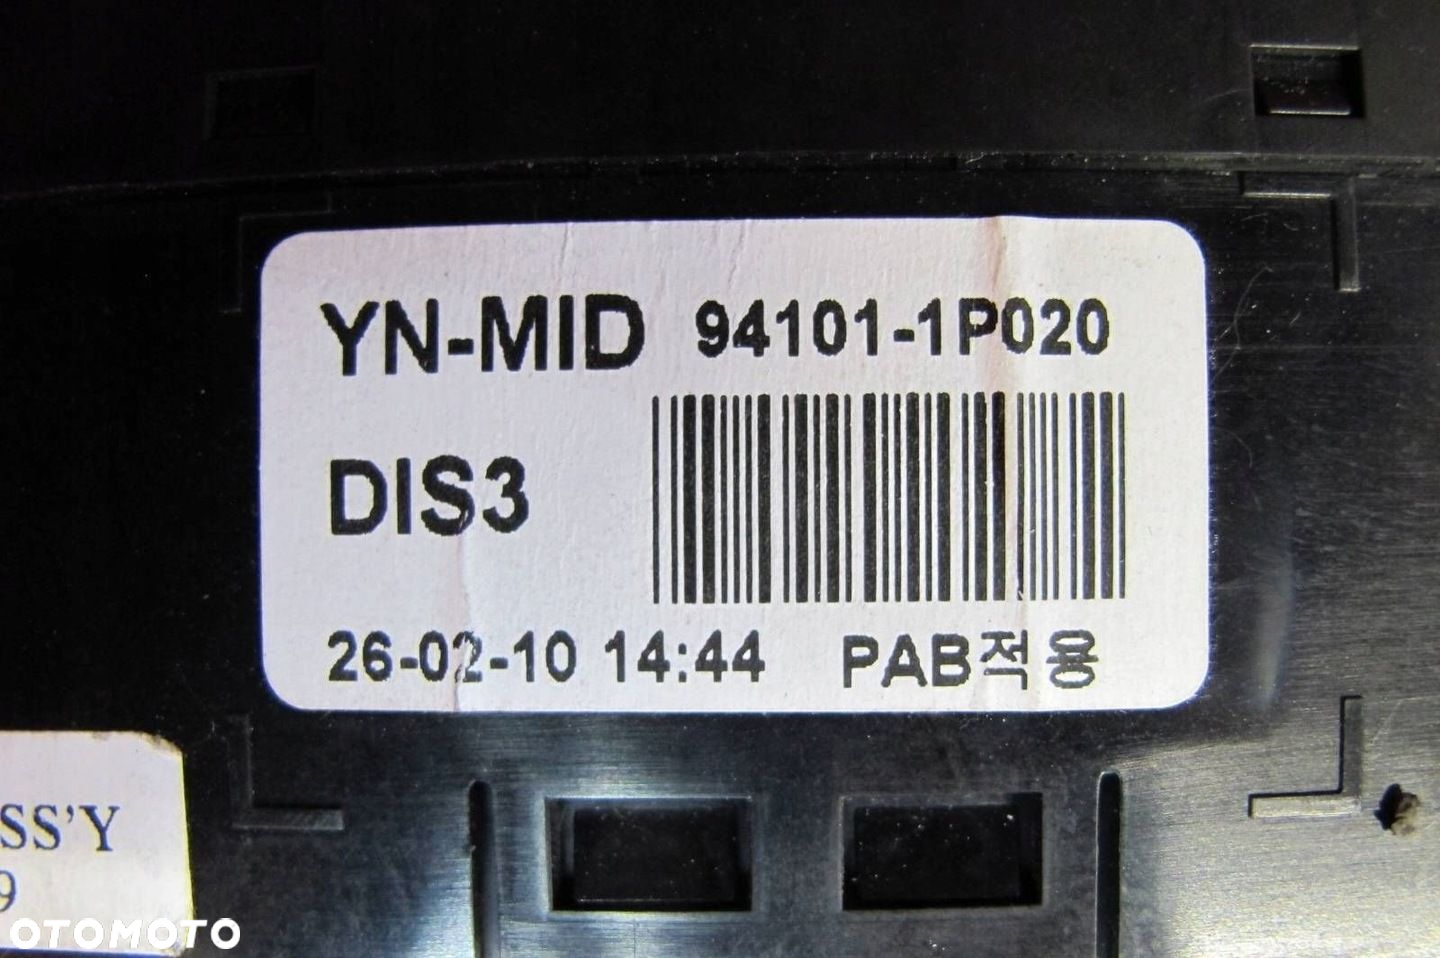 YN-MID 94101-1P020
DIS3
26-02-10 14:44 PAB적용
SS'Y
9
OTOMOTO